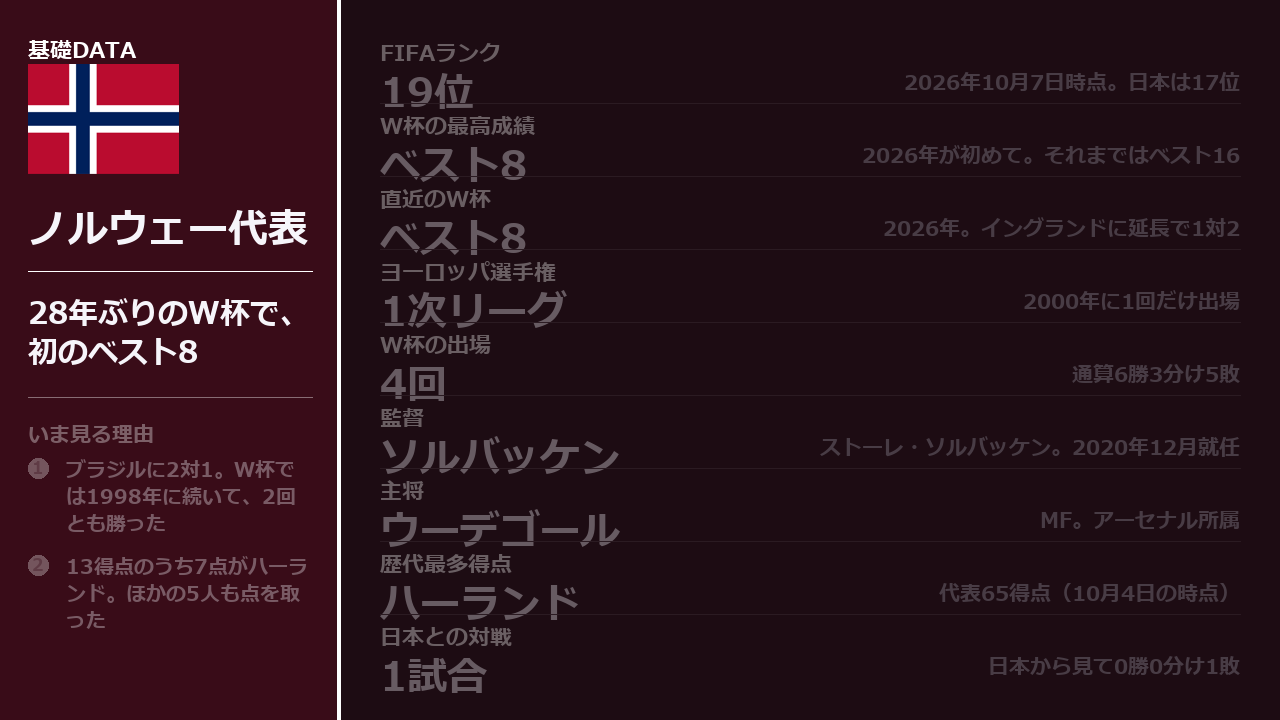 基礎DATA
ノルウェー代表
28年ぶりのW杯で、
初のベスト8
いま見る理由
1 ブラジルに2対1。W杯で
は1998年に続いて、2回
とも勝った
2 13得点のうち7点がハーラ
ンド。ほかの5人も点を取
った
FIFAランク
19位 2026年10月7日時点。日本は17位
W杯の最高成績
ベスト8 2026年が初めて。それまではベスト16
直近のW杯
ベスト8 2026年。イングランドに延長で1対2
ヨーロッパ選手権
1次リーグ 2000年に1回だけ出場
W杯の出場
4回 通算6勝3分け5敗
監督
ソルバッケン ストーレ・ソルバッケン。2020年12月就任
主将
ウーデゴール MF。アーセナル所属
歴代最多得点
ハーランド 代表65得点（10月4日の時点）
日本との対戦
1試合 日本から見て0勝0分け1敗